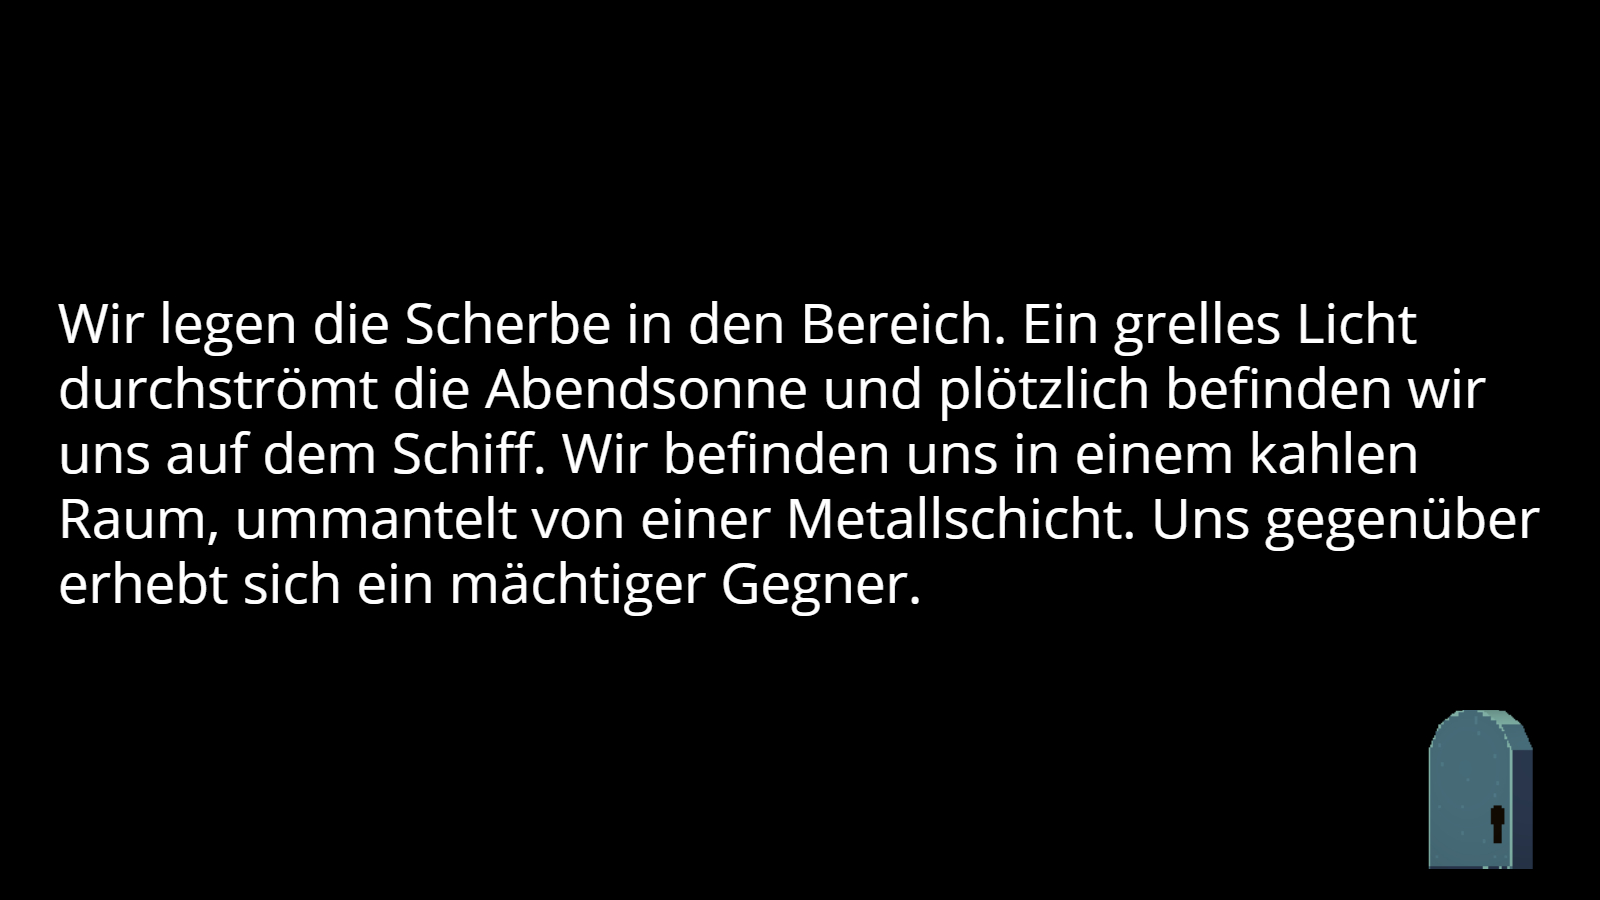 Wir legen die Scherbe in den Bereich. Ein grelles Licht
durchströmt die Abendsonne und plötzlich befinden wir
uns auf dem Schiff. Wir befinden uns in einem kahlen
Raum, ummantelt von einer Metallschicht. Uns gegenüber
erhebt sich ein mächtiger Gegner.